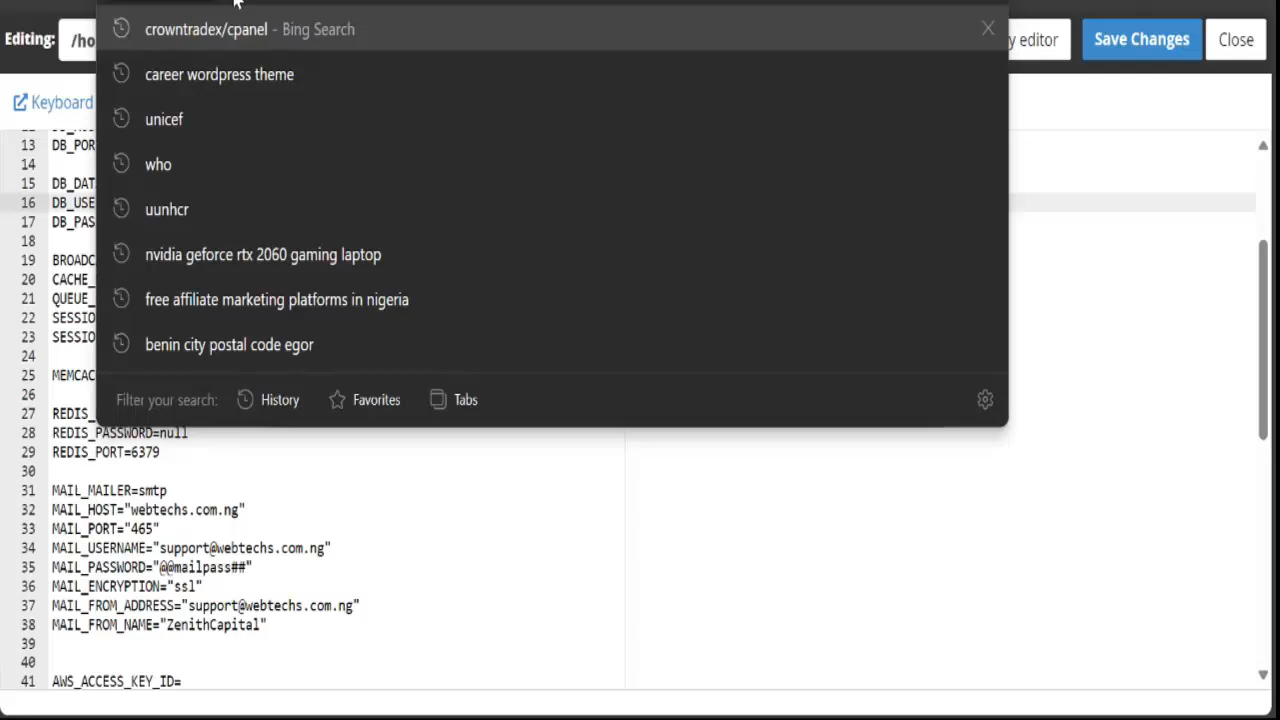 crowntradex/cpanel - Bing Search
Editing: /ho
y editor
Save Changes
Close
career wordpress theme
Keyboard
unicef
13 DB_POR
14
who
15 DB_DAT
16 DB_USE
uunhcr
17 DB_PAS
18
nvidia geforce rtx 2060 gaming laptop
19 BROADC
20 CACHE_
21 QUEUE_
free affiliate marketing platforms in nigeria
22 SESSIO
23 SESSIO
benin city postal code egor
24
25 MEMCAC
26
Filter your search: History Favorites Tabs
27 REDIS_
28 REDIS_PASSWORD=null
29 REDIS_PORT=6379
30
31 MAIL_MAILER=smtp
32 MAIL_HOST="webtechs.com.ng"
33 MAIL_PORT="465"
34 MAIL_USERNAME="support@webtechs.com.ng"
35 MAIL_PASSWORD="@@mailpass##"
36 MAIL_ENCRYPTION="ssl"
37 MAIL_FROM_ADDRESS="support@webtechs.com.ng"
38 MAIL_FROM_NAME="ZenithCapital"
39
40
41 AWS_ACCESS_KEY_ID=